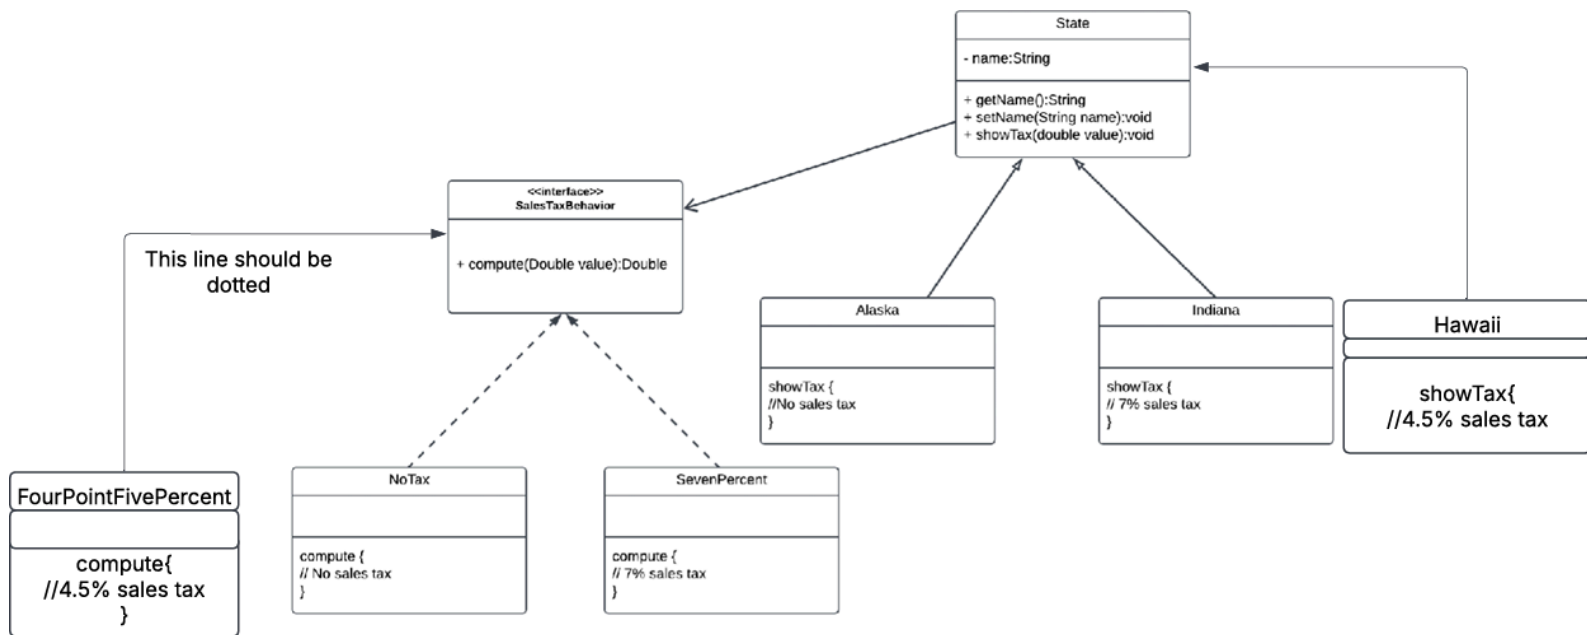 State
- name:String
+ getName():String
+ setName(String name):void
+ showTax(double value):void
<<interface>>
SalesTaxBehavior
+ compute(Double value):Double
This line should be
dotted
Alaska
showTax {
//No sales tax
}
Indiana
showTax {
// 7% sales tax
}
Hawaii
showTax{
//4.5% sales tax
FourPointFivePercent
compute{
//4.5% sales tax
}
NoTax
compute {
// No sales tax
}
SevenPercent
compute {
// 7% sales tax
}